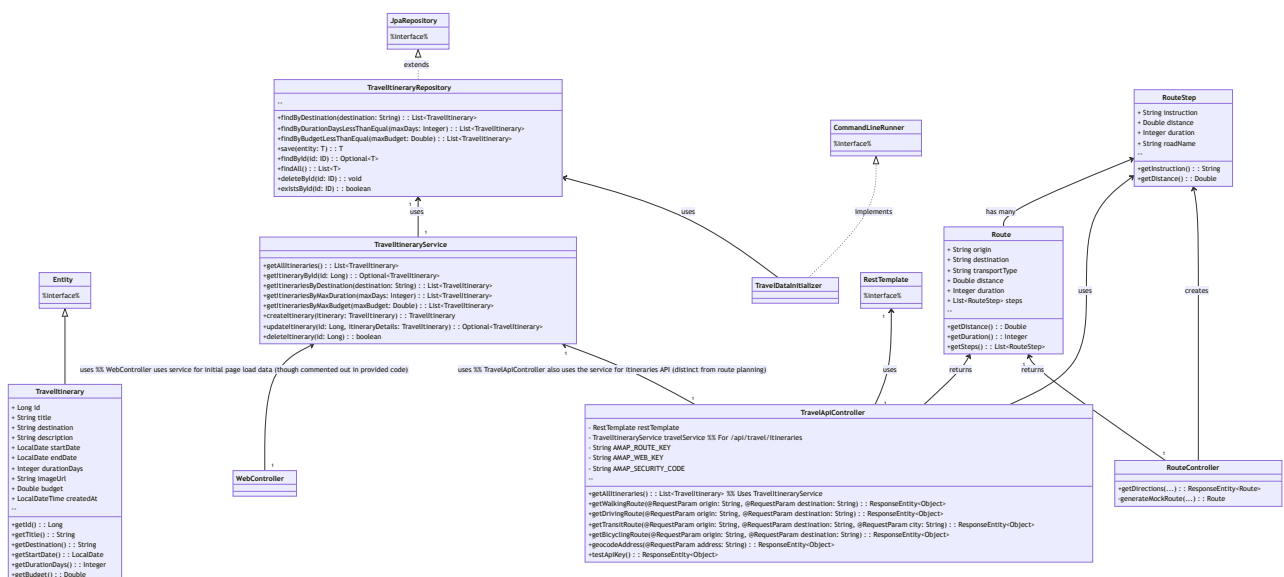 JpaRepository
%interface%
extends
TravelItineraryRepository
--
+findByDestination(destination: String) : : List<TravelItinerary>
+findByDurationDaysLessThanEqual(maxDays: Integer) : : List<TravelItinerary>
+findByBudgetLessThanEqual(maxBudget: Double) : : List<TravelItinerary>
+save(entity: T) : : T
+findById(id: ID) : : Optional<T>
+findAll() : : List<T>
+deleteById(id: ID) : : void
+existsById(id: ID) : : boolean
CommandLineRunner
%interface%
RouteStep
+ String instruction
+ Double distance
+ Integer duration
+ String roadName
--
+getInstruction() : : String
+getDistance() : : Double
1
uses
1
uses
implements
has many
TravelItineraryService
+getAllItineraries() : : List<TravelItinerary>
+getItineraryById(id: Long) : : Optional<TravelItinerary>
+getItinerariesByDestination(destination: String) : : List<TravelItinerary>
+getItinerariesByMaxDuration(maxDays: Integer) : : List<TravelItinerary>
+getItinerariesByMaxBudget(maxBudget: Double) : : List<TravelItinerary>
+createItinerary(itinerary: TravelItinerary) : : TravelItinerary
+updateItinerary(id: Long, itineraryDetails: TravelItinerary) : : Optional<TravelItinerary>
+deleteItinerary(id: Long) : : boolean
Entity
%interface%
TravelDataInitializer
RestTemplate
%interface%
Route
+ String origin
+ String destination
+ String transportType
+ Double distance
+ Integer duration
+ List<RouteStep> steps
--
+getDistance() : : Double
+getDuration() : : Integer
+getSteps() : : List<RouteStep>
uses
creates
1
1
1
1
uses %% WebController uses service for initial page load data (though commented out in provided code)
uses %% TravelApiController also uses the service for itineraries API (distinct from route planning)
uses
returns
returns
TravelItinerary
+ Long id
+ String title
+ String destination
+ String description
+ LocalDate startDate
+ LocalDate endDate
+ Integer durationDays
+ String imageUrl
+ Double budget
+ LocalDateTime createdAt
--
+getId() : : Long
+getTitle() : : String
+getDestination() : : String
+getStartDate() : : LocalDate
+getDurationDays() : : Integer
+getBudget() : : Double
1
WebController
1
1
TravelApiController
- RestTemplate restTemplate
- TravelItineraryService travelService %% For /api/travel/itineraries
- String AMAP_ROUTE_KEY
- String AMAP_WEB_KEY
- String AMAP_SECURITY_CODE
--
+getAllItineraries() : : List<TravelItinerary> %% Uses TravelItineraryService
+getWalkingRoute(@RequestParam origin: String, @RequestParam destination: String) : : ResponseEntity<Object>
+getDrivingRoute(@RequestParam origin: String, @RequestParam destination: String) : : ResponseEntity<Object>
+getTransitRoute(@RequestParam origin: String, @RequestParam destination: String, @RequestParam city: String) : : ResponseEntity<Object>
+getBicyclingRoute(@RequestParam origin: String, @RequestParam destination: String) : : ResponseEntity<Object>
+geocodeAddress(@RequestParam address: String) : : ResponseEntity<Object>
+testApiKey() : : ResponseEntity<Object>
1
RouteController
+getDirections(...) : : ResponseEntity<Route>
-generateMockRoute(...) : : Route